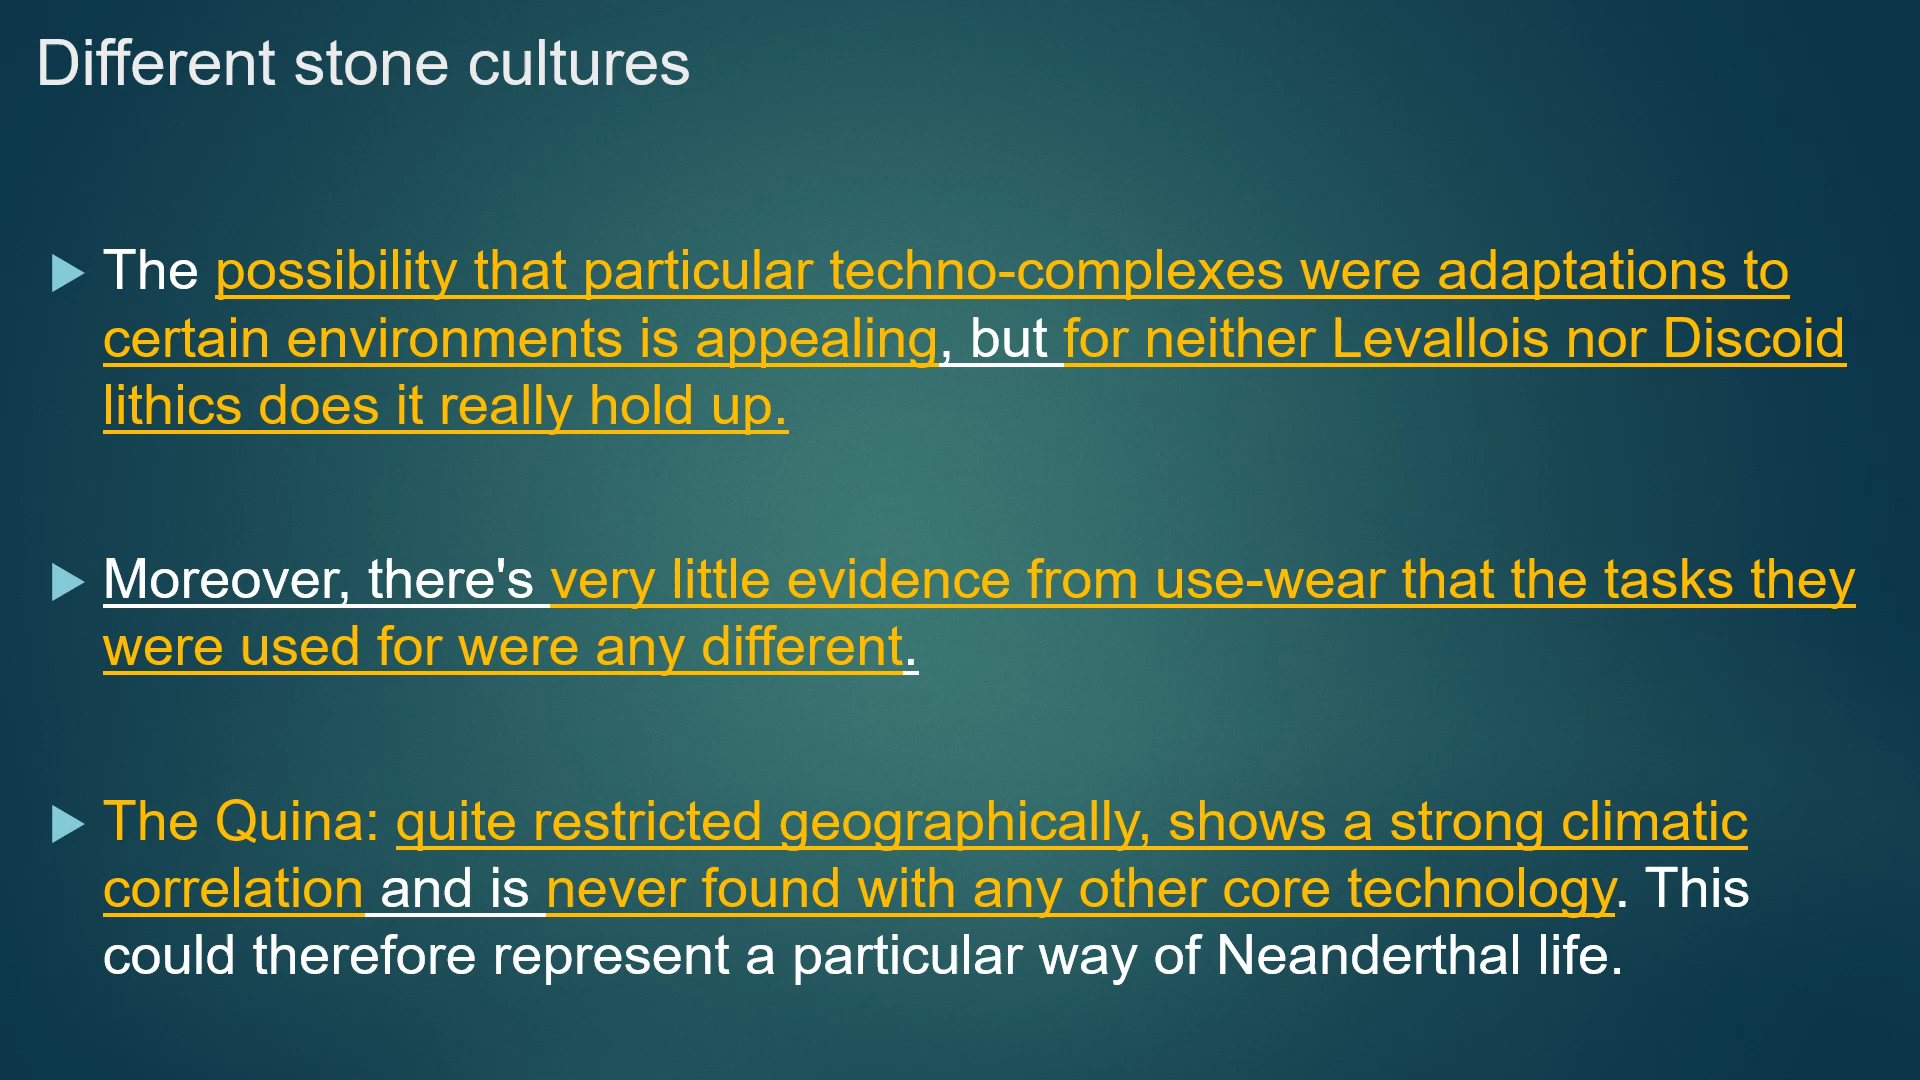 Different stone cultures
The possibility that particular techno-complexes were adaptations to
certain environments is appealing, but for neither Levallois nor Discoid
lithics does it really hold up.
Moreover, there's very little evidence from use-wear that the tasks they
were used for were any different.
The Quina: quite restricted geographically, shows a strong climatic
correlation and is never found with any other core technology. This
could therefore represent a particular way of Neanderthal life.